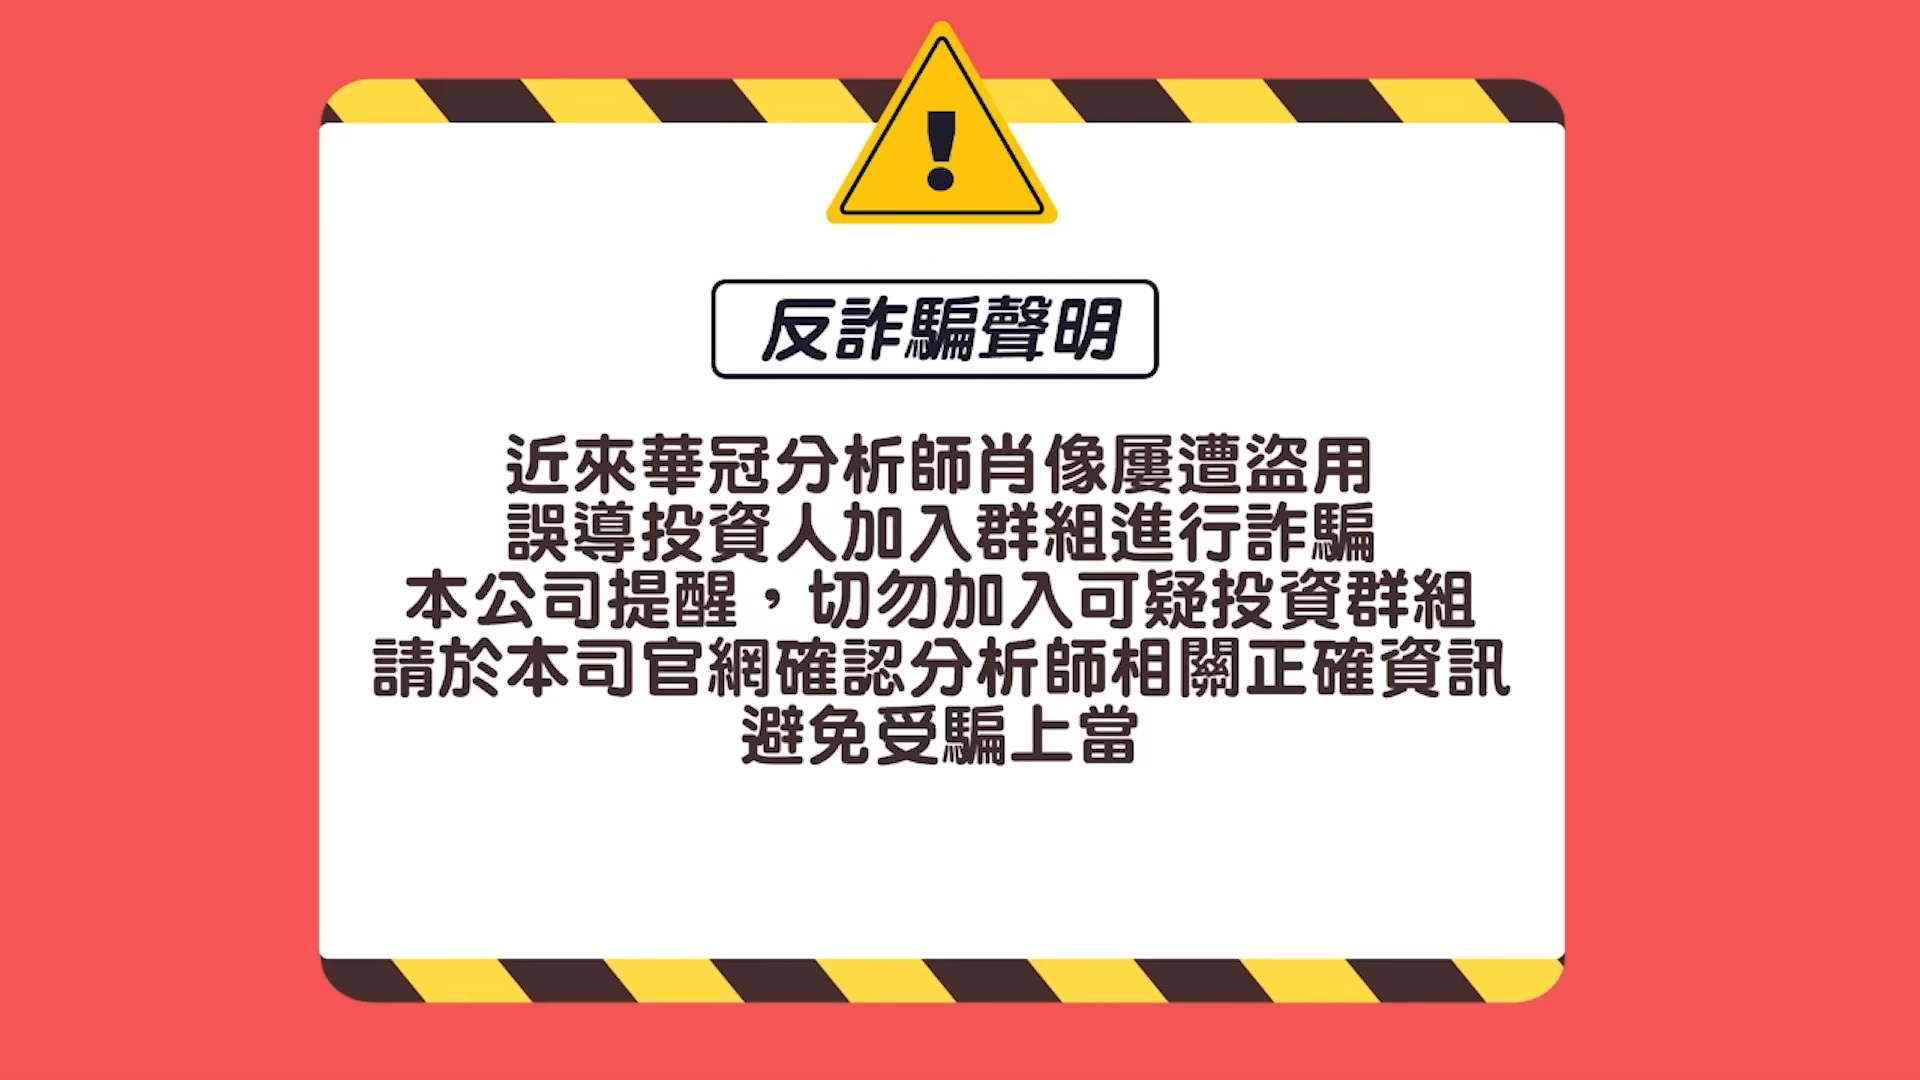 反詐騙聲明
近來華冠分析師肖像屢遭盜用
誤導投資人加入群組進行詐騙
本公司提醒，切勿加入可疑投資群組
請於本司官網確認分析師相關正確資訊
避免受騙上當